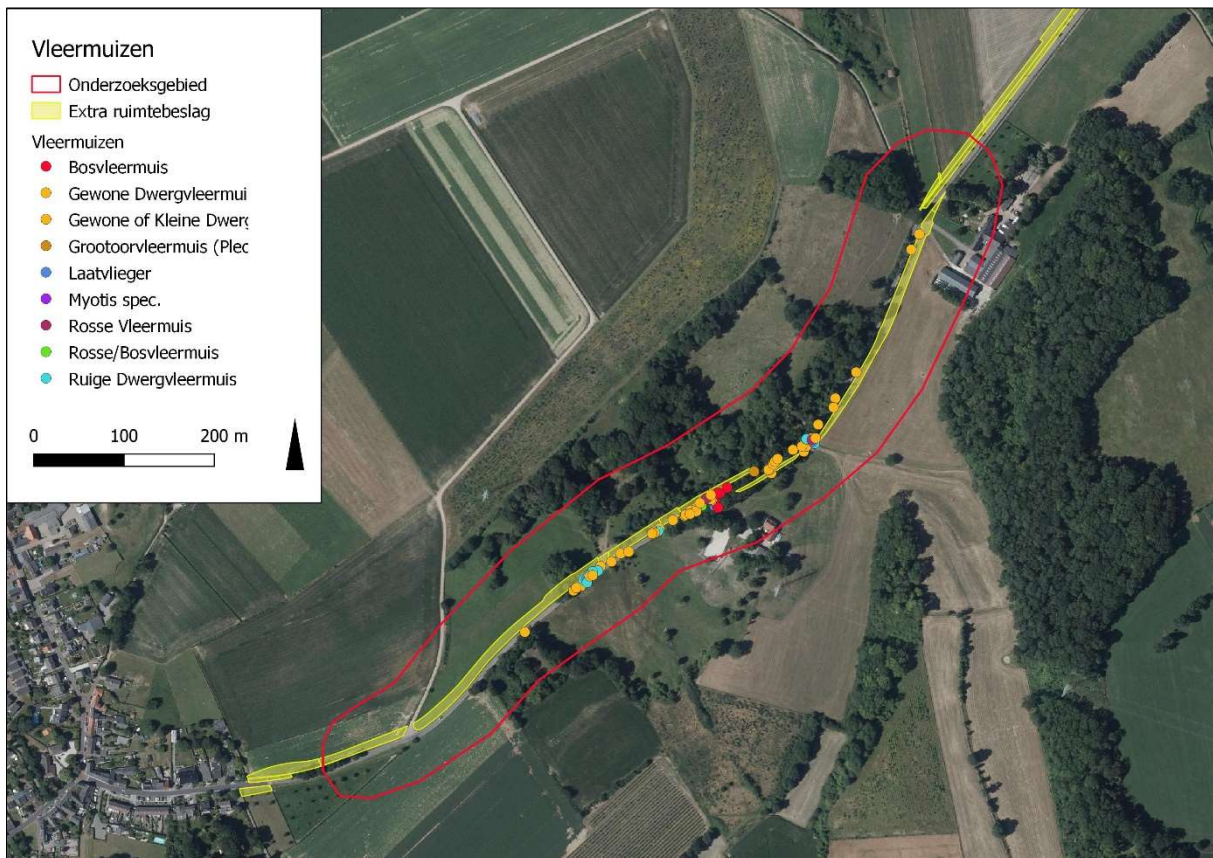 Vleermuizen
Onderzoeksgebied
Extra ruimtebeslag
Vleermuizen
Bosvleermuis
Gewone Dwergvleermui
Gewone of Kleine Dwerg
Grootoorvleermuis (Plec
Laatvlieger
Myotis spec.
Rosse Vleermuis
Rosse/Bosvleermuis
Ruige Dwergvleermuis
0 100 200 m